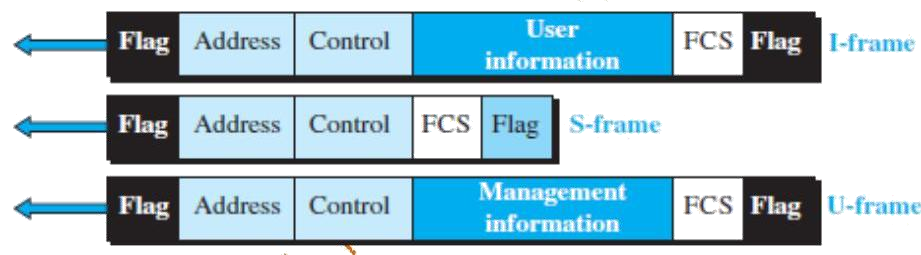 Flag Address Control User information FCS Flag I-frame
Flag Address Control FCS Flag S-frame
Flag Address Control Management information FCS Flag U-frame